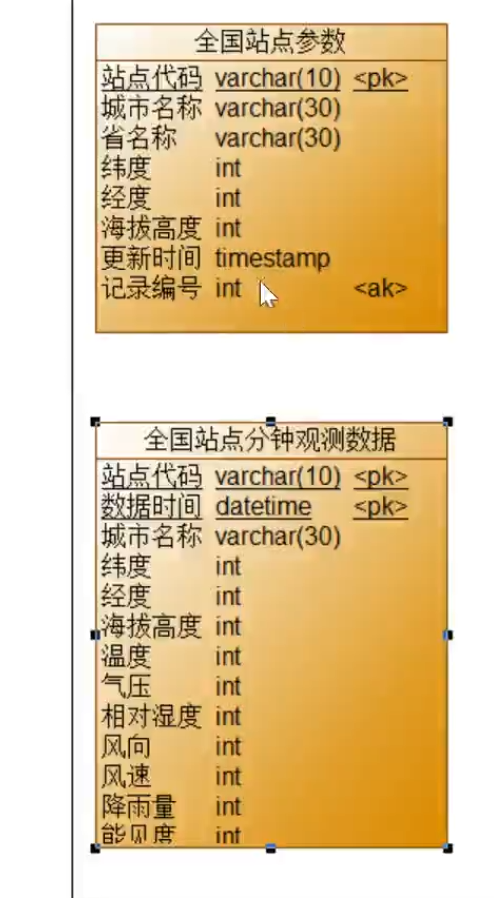 全国站点参数
站点代码 varchar(10) <pk>
城市名称 varchar(30)
省名称 varchar(30)
纬度 int
经度 int
海拔高度 int
更新时间 timestamp
记录编号 int <ak>
全国站点分钟观测数据
站点代码 varchar(10) <pk>
数据时间 datetime <pk>
城市名称 varchar(30)
纬度 int
经度 int
海拔高度 int
温度 int
气压 int
相对湿度 int
风向 int
风速 int
降雨量 int
能见度 int